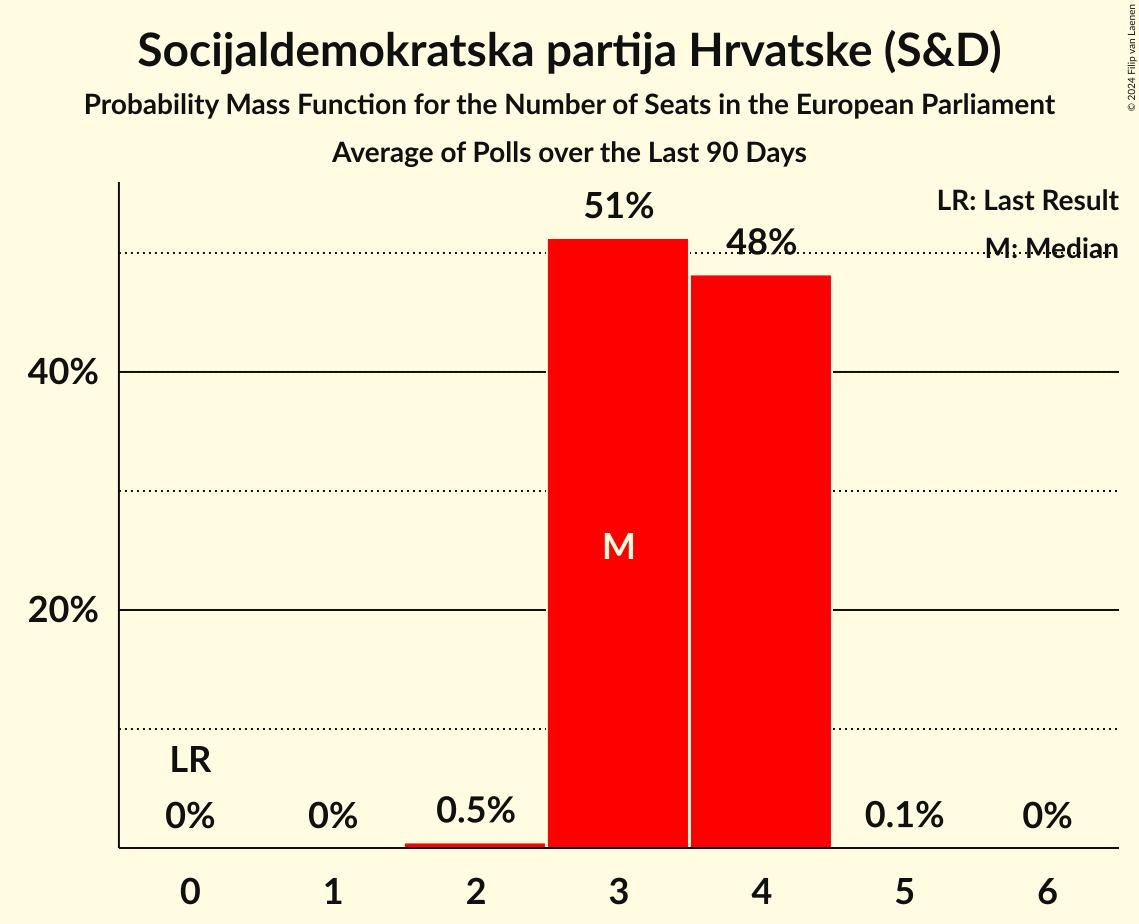 Socijaldemokratska partija Hrvatske (S&D)
Probability Mass Function for the Number of Seats in the European Parliament
Average of Polls over the Last 90 Days
© 2024 Filip van Laenen
LR: Last Result
M: Median
51%
48%
40%
M
20%
LR
0%
0%
0.5%
0.1%
0%
0 1 2 3 4 5 6